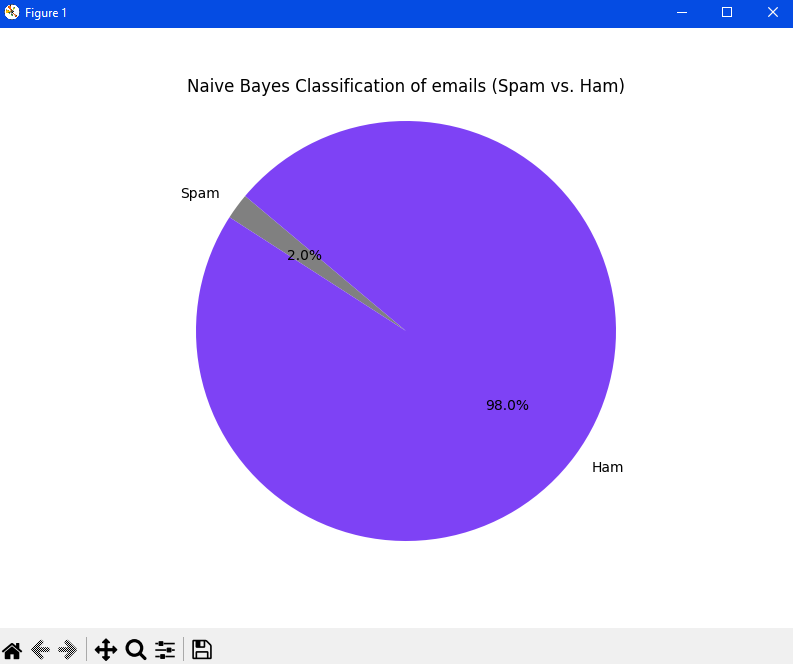 Figure 1
Naive Bayes Classification of emails (Spam vs. Ham)
Spam
2.0%
98.0%
Ham